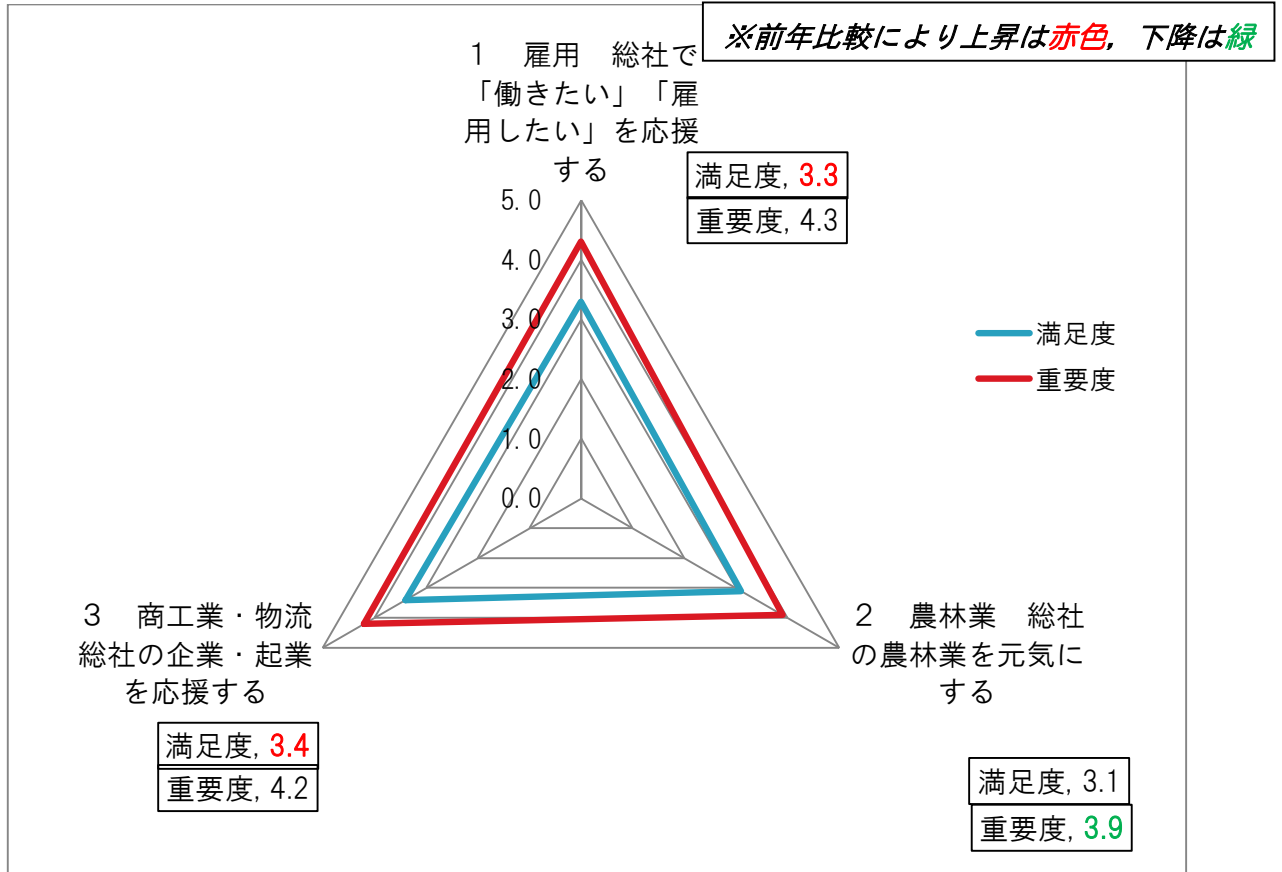 ※前年比較により上昇は赤色，下降は緑
1　雇用　総社で
「働きたい」「雇
用したい」を応援
する
満足度, 3.3
重要度, 4.3
5.0
4.0
3.0
2.0
1.0
0.0
満足度
重要度
3　商工業・物流
総社の企業・起業
を応援する
満足度, 3.4
重要度, 4.2
2　農林業　総社
の農林業を元気に
する
満足度, 3.1
重要度, 3.9